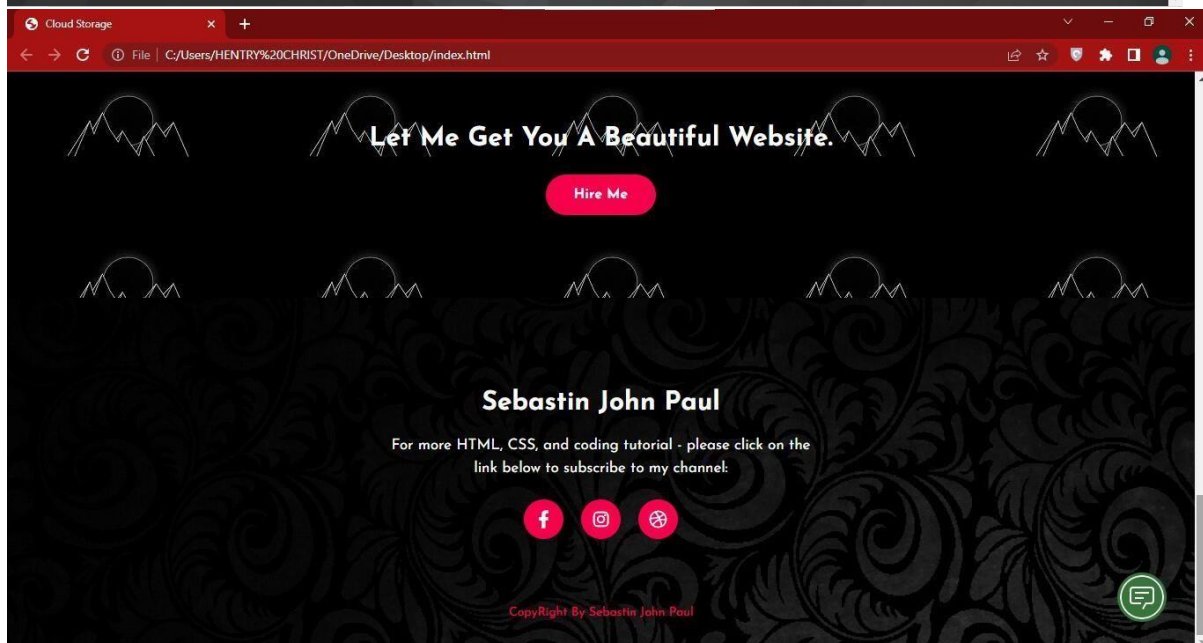 Cloud Storage
File C:/Users/HENTRY%20CHRIST/OneDrive/Desktop/index.html
Let Me Get You A Beautiful Website.
Hire Me
Sebastin John Paul
For more HTML, CSS, and coding tutorial - please click on the
link below to subscribe to my channel:
CopyRight By Sebastin John Paul